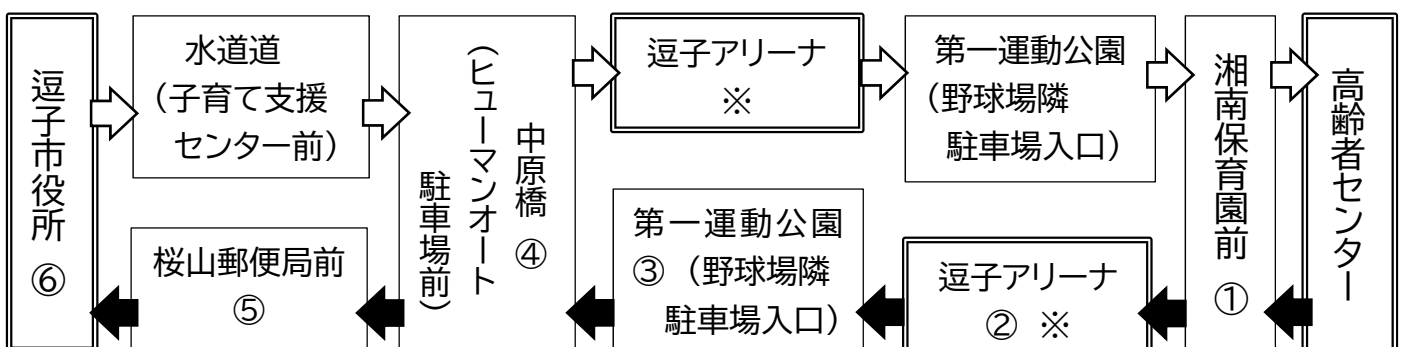 逗子市役所 ⑥
水道道
（子育て支援
センター前）
桜山郵便局前
⑤
中原橋 ④
（ヒューマンオート
駐車場前）
逗子アリーナ
※
第一運動公園
③（野球場隣
駐車場入口）
第一運動公園
（野球場隣
駐車場入口）
逗子アリーナ
② ※
湘南保育園前 ①
高齢者センター